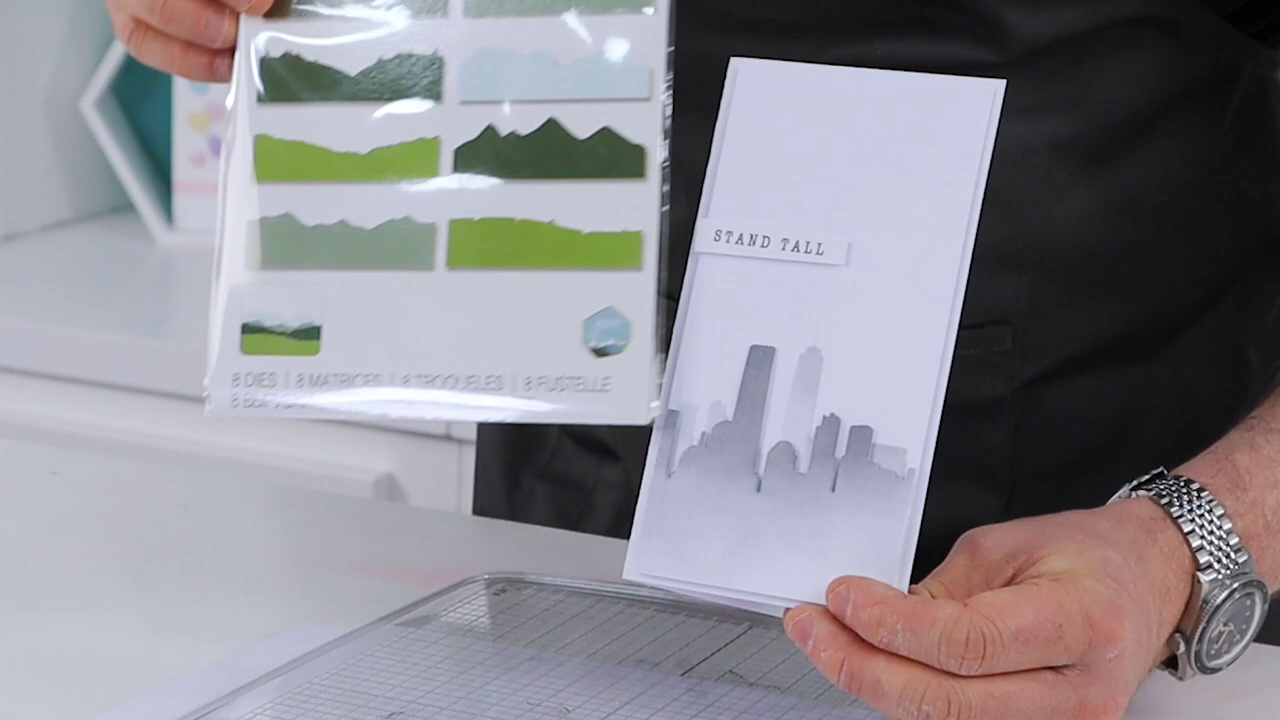 STAND TALL
8 DIES | 8 MATRICES | 8 TROQUELES | 8 FUSTELLE